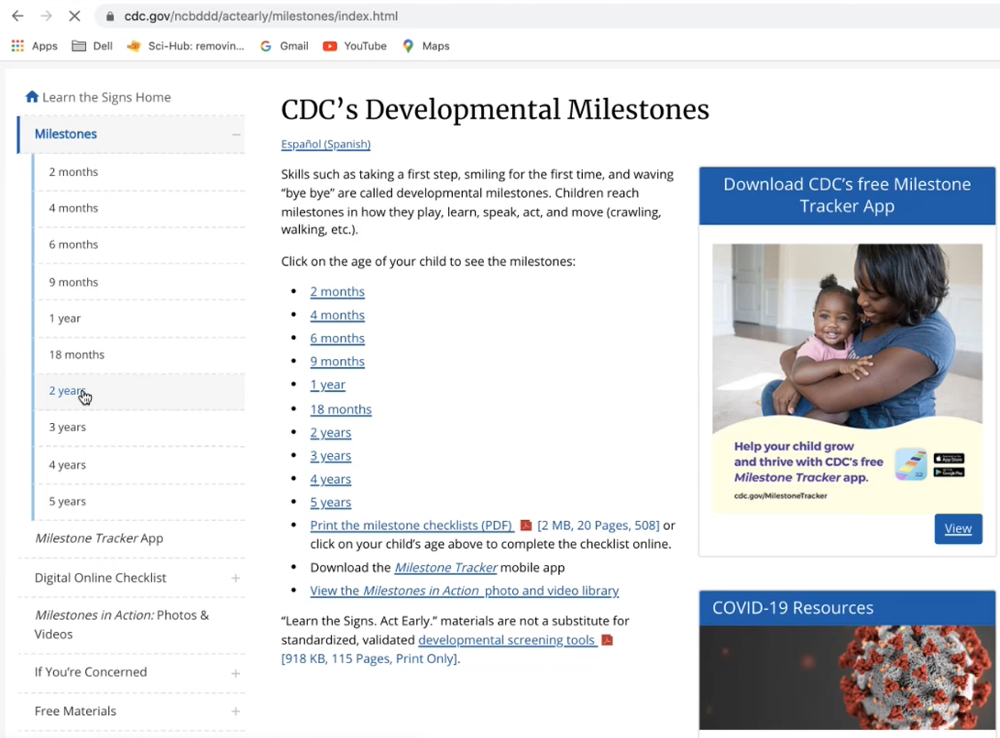 cdc.gov/ncbddd/actearly/milestones/index.html
Apps Dell Sci-Hub: removin... Gmail YouTube Maps
Learn the Signs Home
Milestones
2 months
4 months
6 months
9 months
1 year
18 months
2 years
3 years
4 years
5 years
Milestone Tracker App
Digital Online Checklist
Milestones in Action: Photos &
Videos
If You’re Concerned
Free Materials
CDC’s Developmental Milestones
Español (Spanish)
Skills such as taking a first step, smiling for the first time, and waving
“bye bye” are called developmental milestones. Children reach
milestones in how they play, learn, speak, act, and move (crawling,
walking, etc.).
Click on the age of your child to see the milestones:
2 months
4 months
6 months
9 months
1 year
18 months
2 years
3 years
4 years
5 years
Print the milestone checklists (PDF) [2 MB, 20 Pages, 508] or
click on your child’s age above to complete the checklist online.
Download the Milestone Tracker mobile app
View the Milestones in Action photo and video library
“Learn the Signs. Act Early.” materials are not a substitute for
standardized, validated developmental screening tools
[918 KB, 115 Pages, Print Only].
Download CDC’s free Milestone
Tracker App
Help your child grow
and thrive with CDC’s free
Milestone Tracker app.
cdc.gov/MilestoneTracker
View
COVID-19 Resources